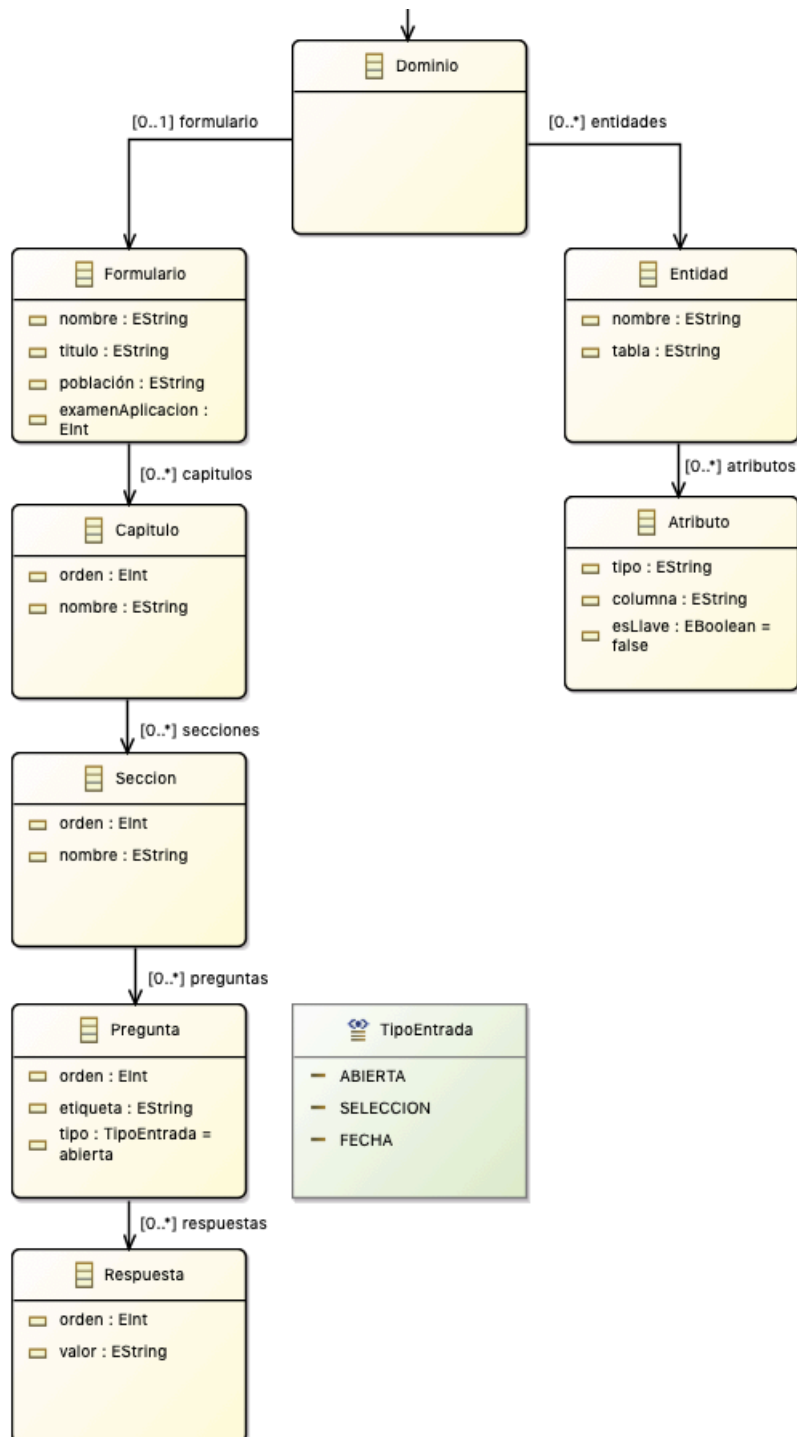 Dominio
[0..1] formulario
[0..*] entidades
Formulario
nombre : EString
titulo : EString
población : EString
examenAplicacion :
EInt
Entidad
nombre : EString
tabla : EString
[0..*] capitulos
[0..*] atributos
Capitulo
orden : EInt
nombre : EString
Atributo
tipo : EString
columna : EString
esLlave : EBoolean =
false
[0..*] secciones
Seccion
orden : EInt
nombre : EString
[0..*] preguntas
Pregunta
orden : EInt
etiqueta : EString
tipo : TipoEntrada =
abierta
TipoEntrada
ABIERTA
SELECCION
FECHA
[0..*] respuestas
Respuesta
orden : EInt
valor : EString